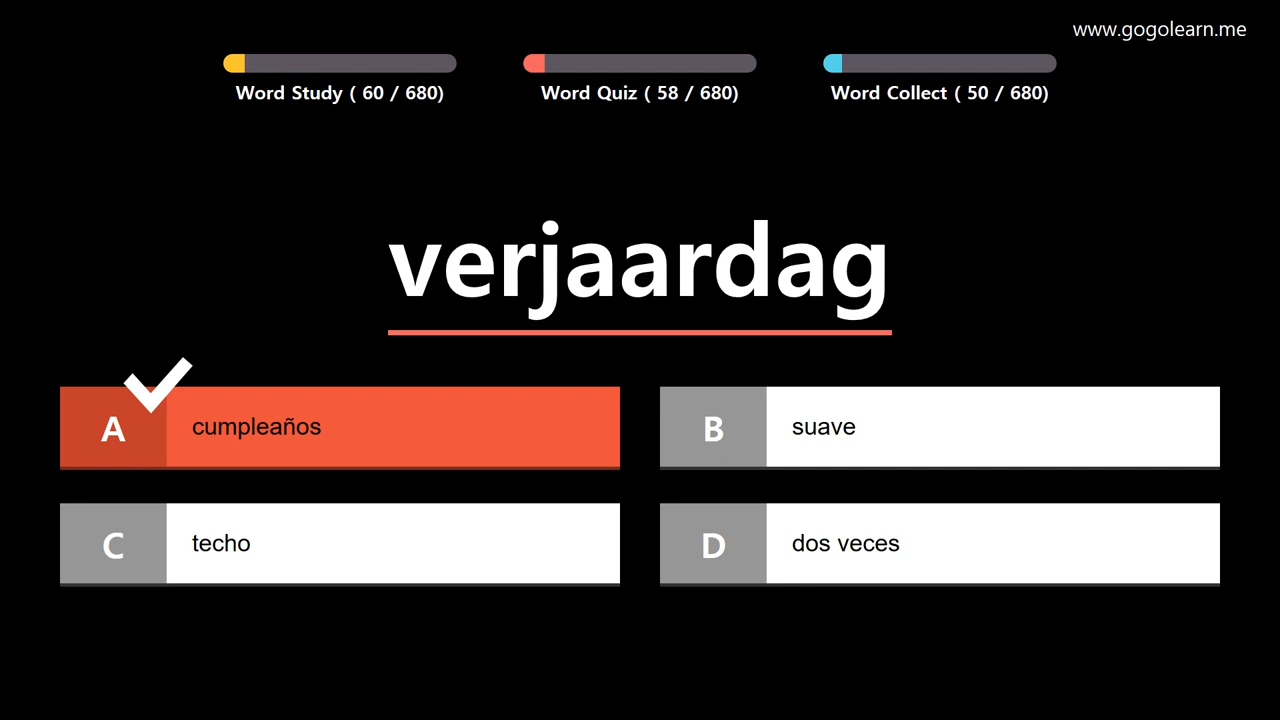 www.gogolearn.me
Word Study ( 60 / 680)
Word Quiz ( 58 / 680)
Word Collect ( 50 / 680)
verjaardag
A cumpleaños
B suave
C techo
D dos veces